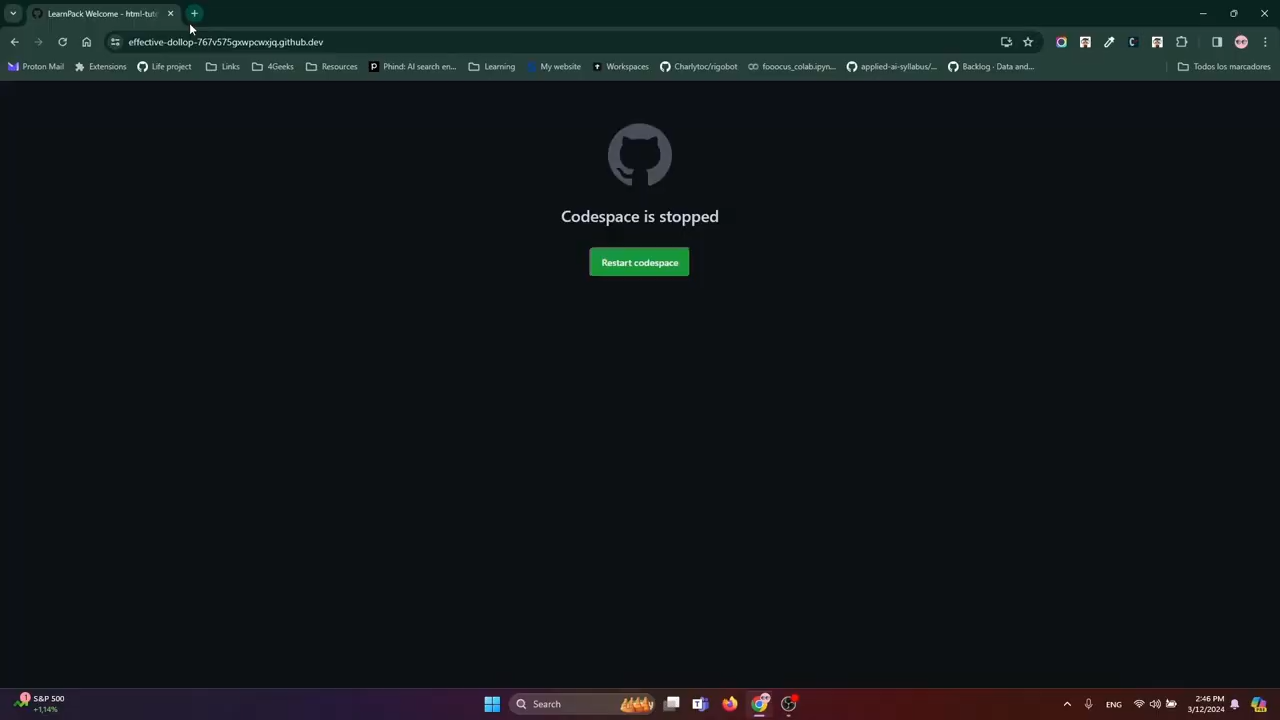 LearnPack Welcome - html-tut
effective-dollop-767v575gxwpcwxjq.github.dev
Proton Mail
Extensions
Life project
Links
4Geeks
Resources
Phind: AI search en...
Learning
My website
Workspaces
Charlytoc/rigobot
fooocus_colab.ipyn...
applied-ai-syllabus/...
Backlog · Data and...
Todos los marcadores
Codespace is stopped
Restart codespace
1
S&P 500
+1,14%
Search
ENG
2:46 PM
3/12/2024